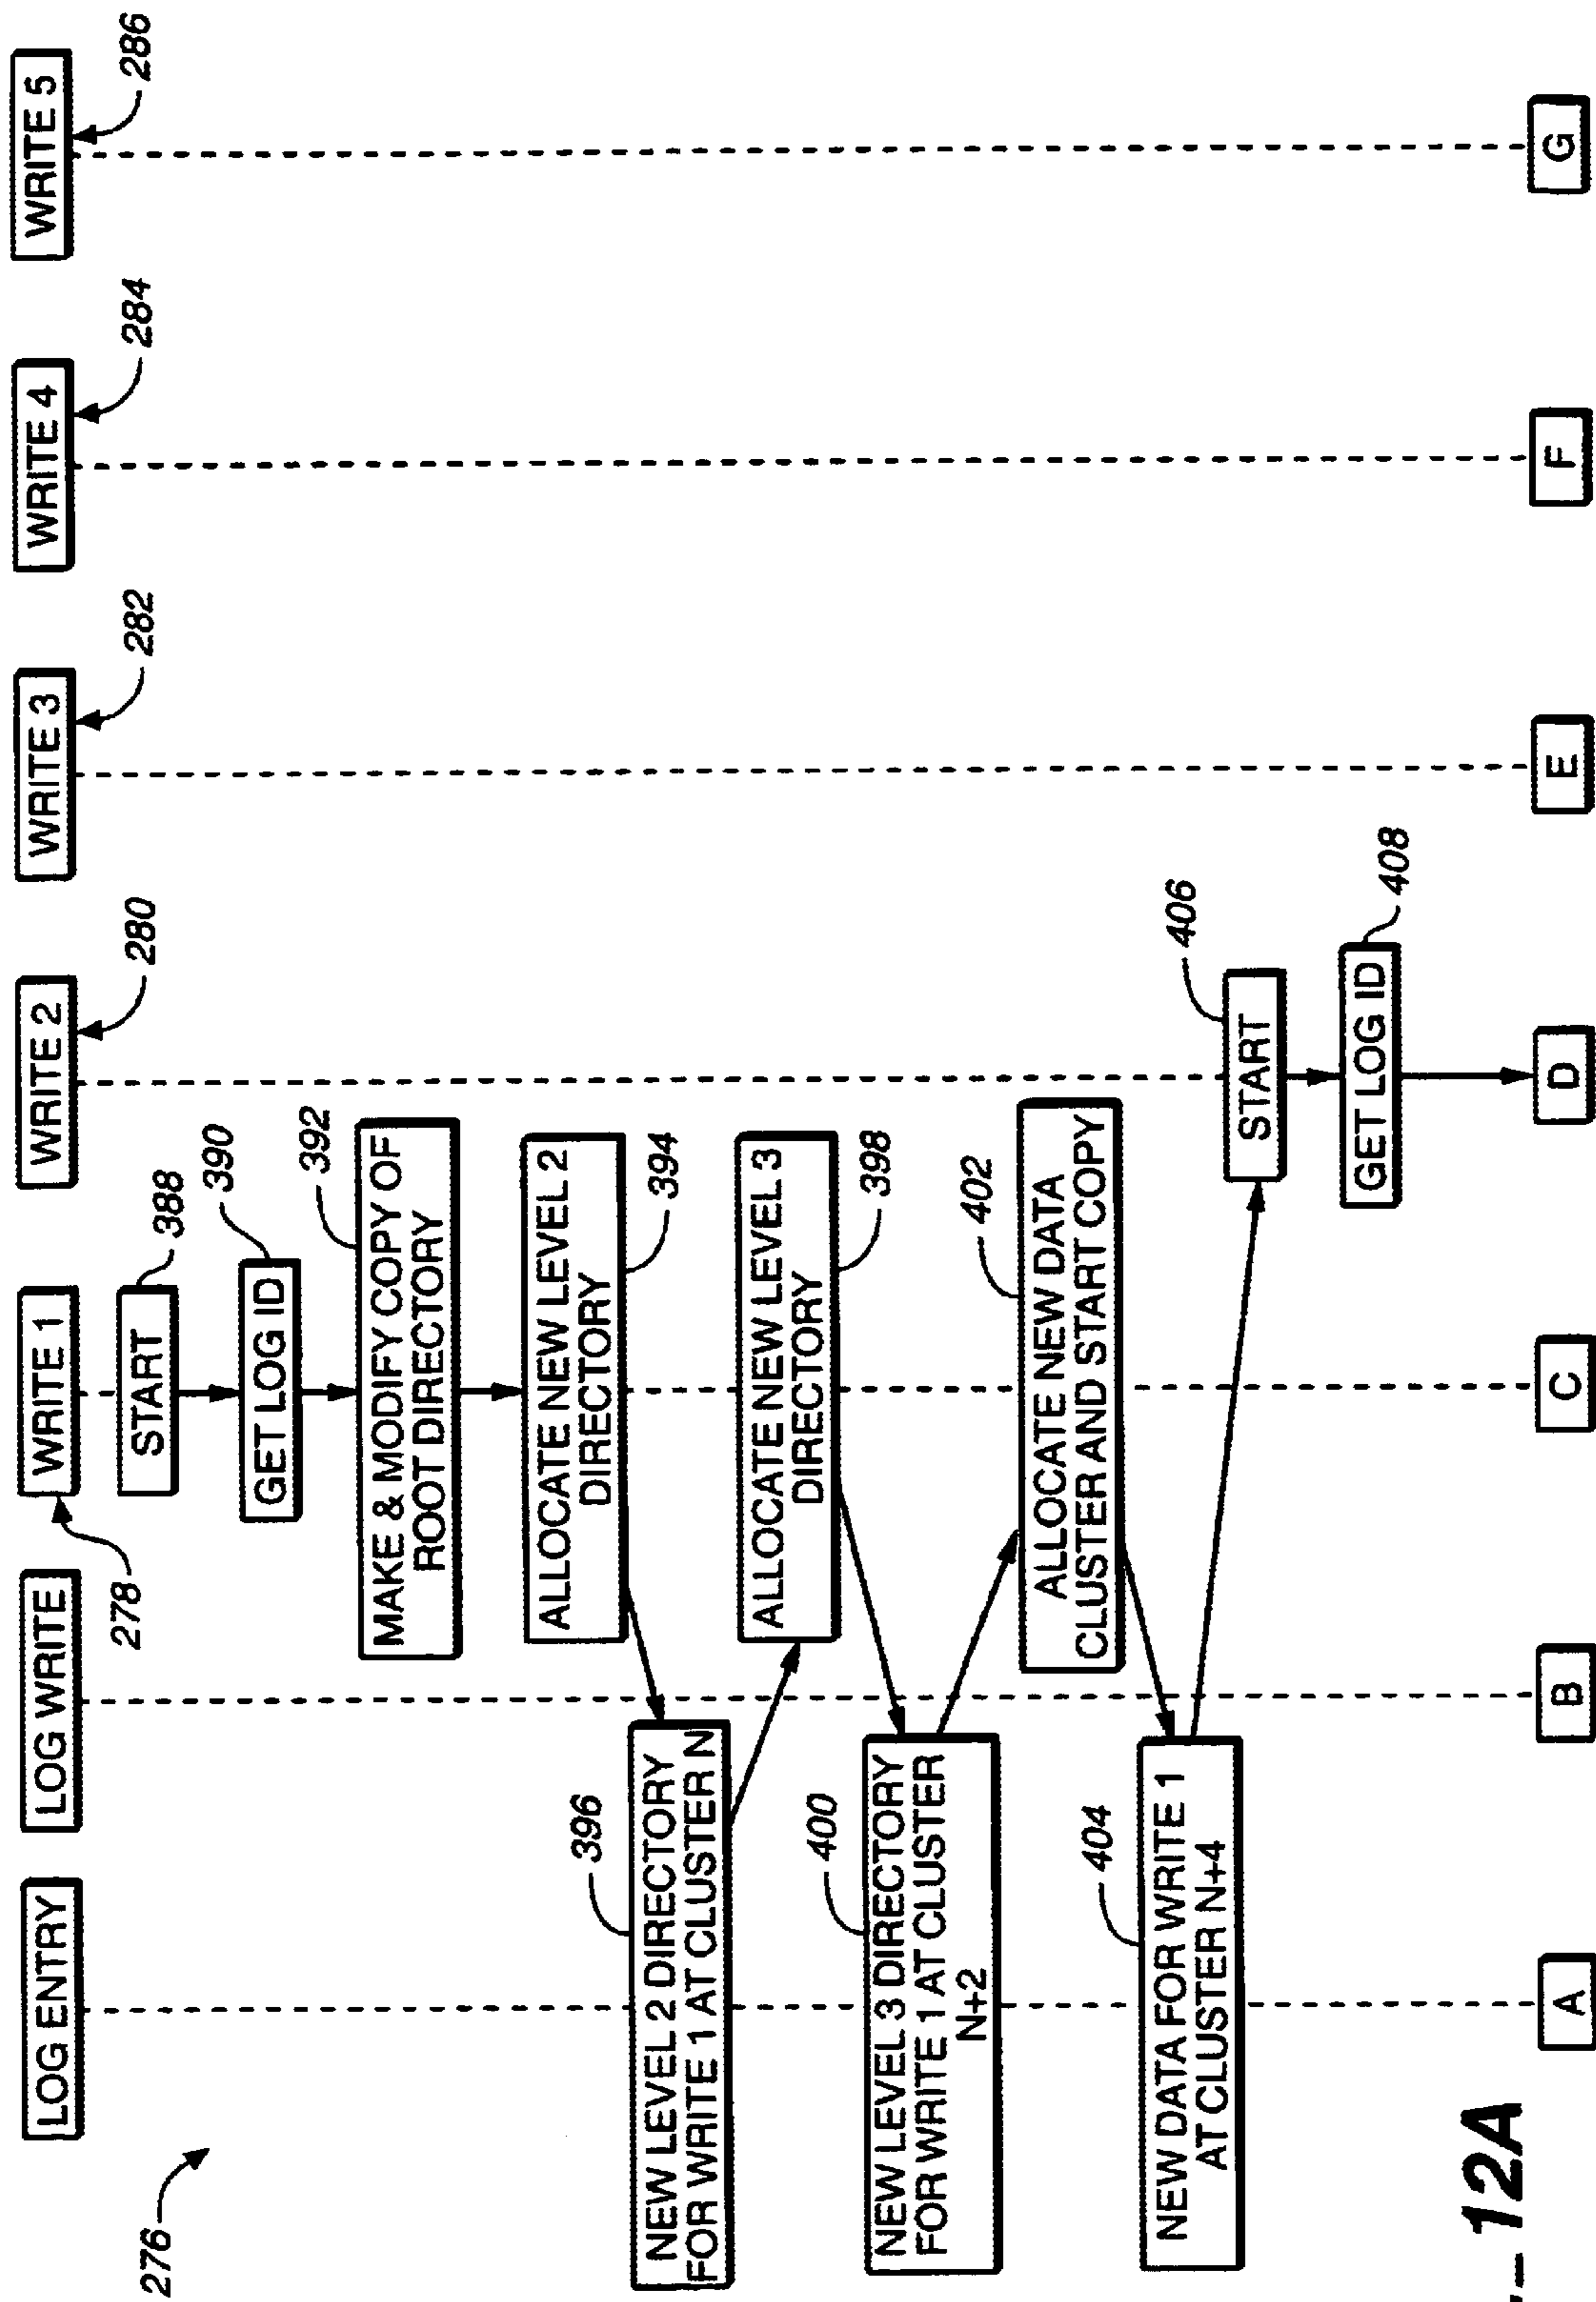 LOG ENTRY
LOG WRITE
WRITE 1
WRITE 2
WRITE 3
WRITE 4
WRITE 5
276
278
280
282
284
286
START
388
GET LOG ID
390
MAKE & MODIFY COPY OF
ROOT DIRECTORY
392
ALLOCATE NEW LEVEL 2
DIRECTORY
394
NEW LEVEL 2 DIRECTORY
FOR WRITE 1 AT CLUSTER N
396
ALLOCATE NEW LEVEL 3
DIRECTORY
398
NEW LEVEL 3 DIRECTORY
FOR WRITE 1 AT CLUSTER
N+2
400
ALLOCATE NEW DATA
CLUSTER AND START COPY
402
NEW DATA FOR WRITE 1
AT CLUSTER N+4
404
START
406
GET LOG ID
408
A
B
C
D
E
F
G
12A